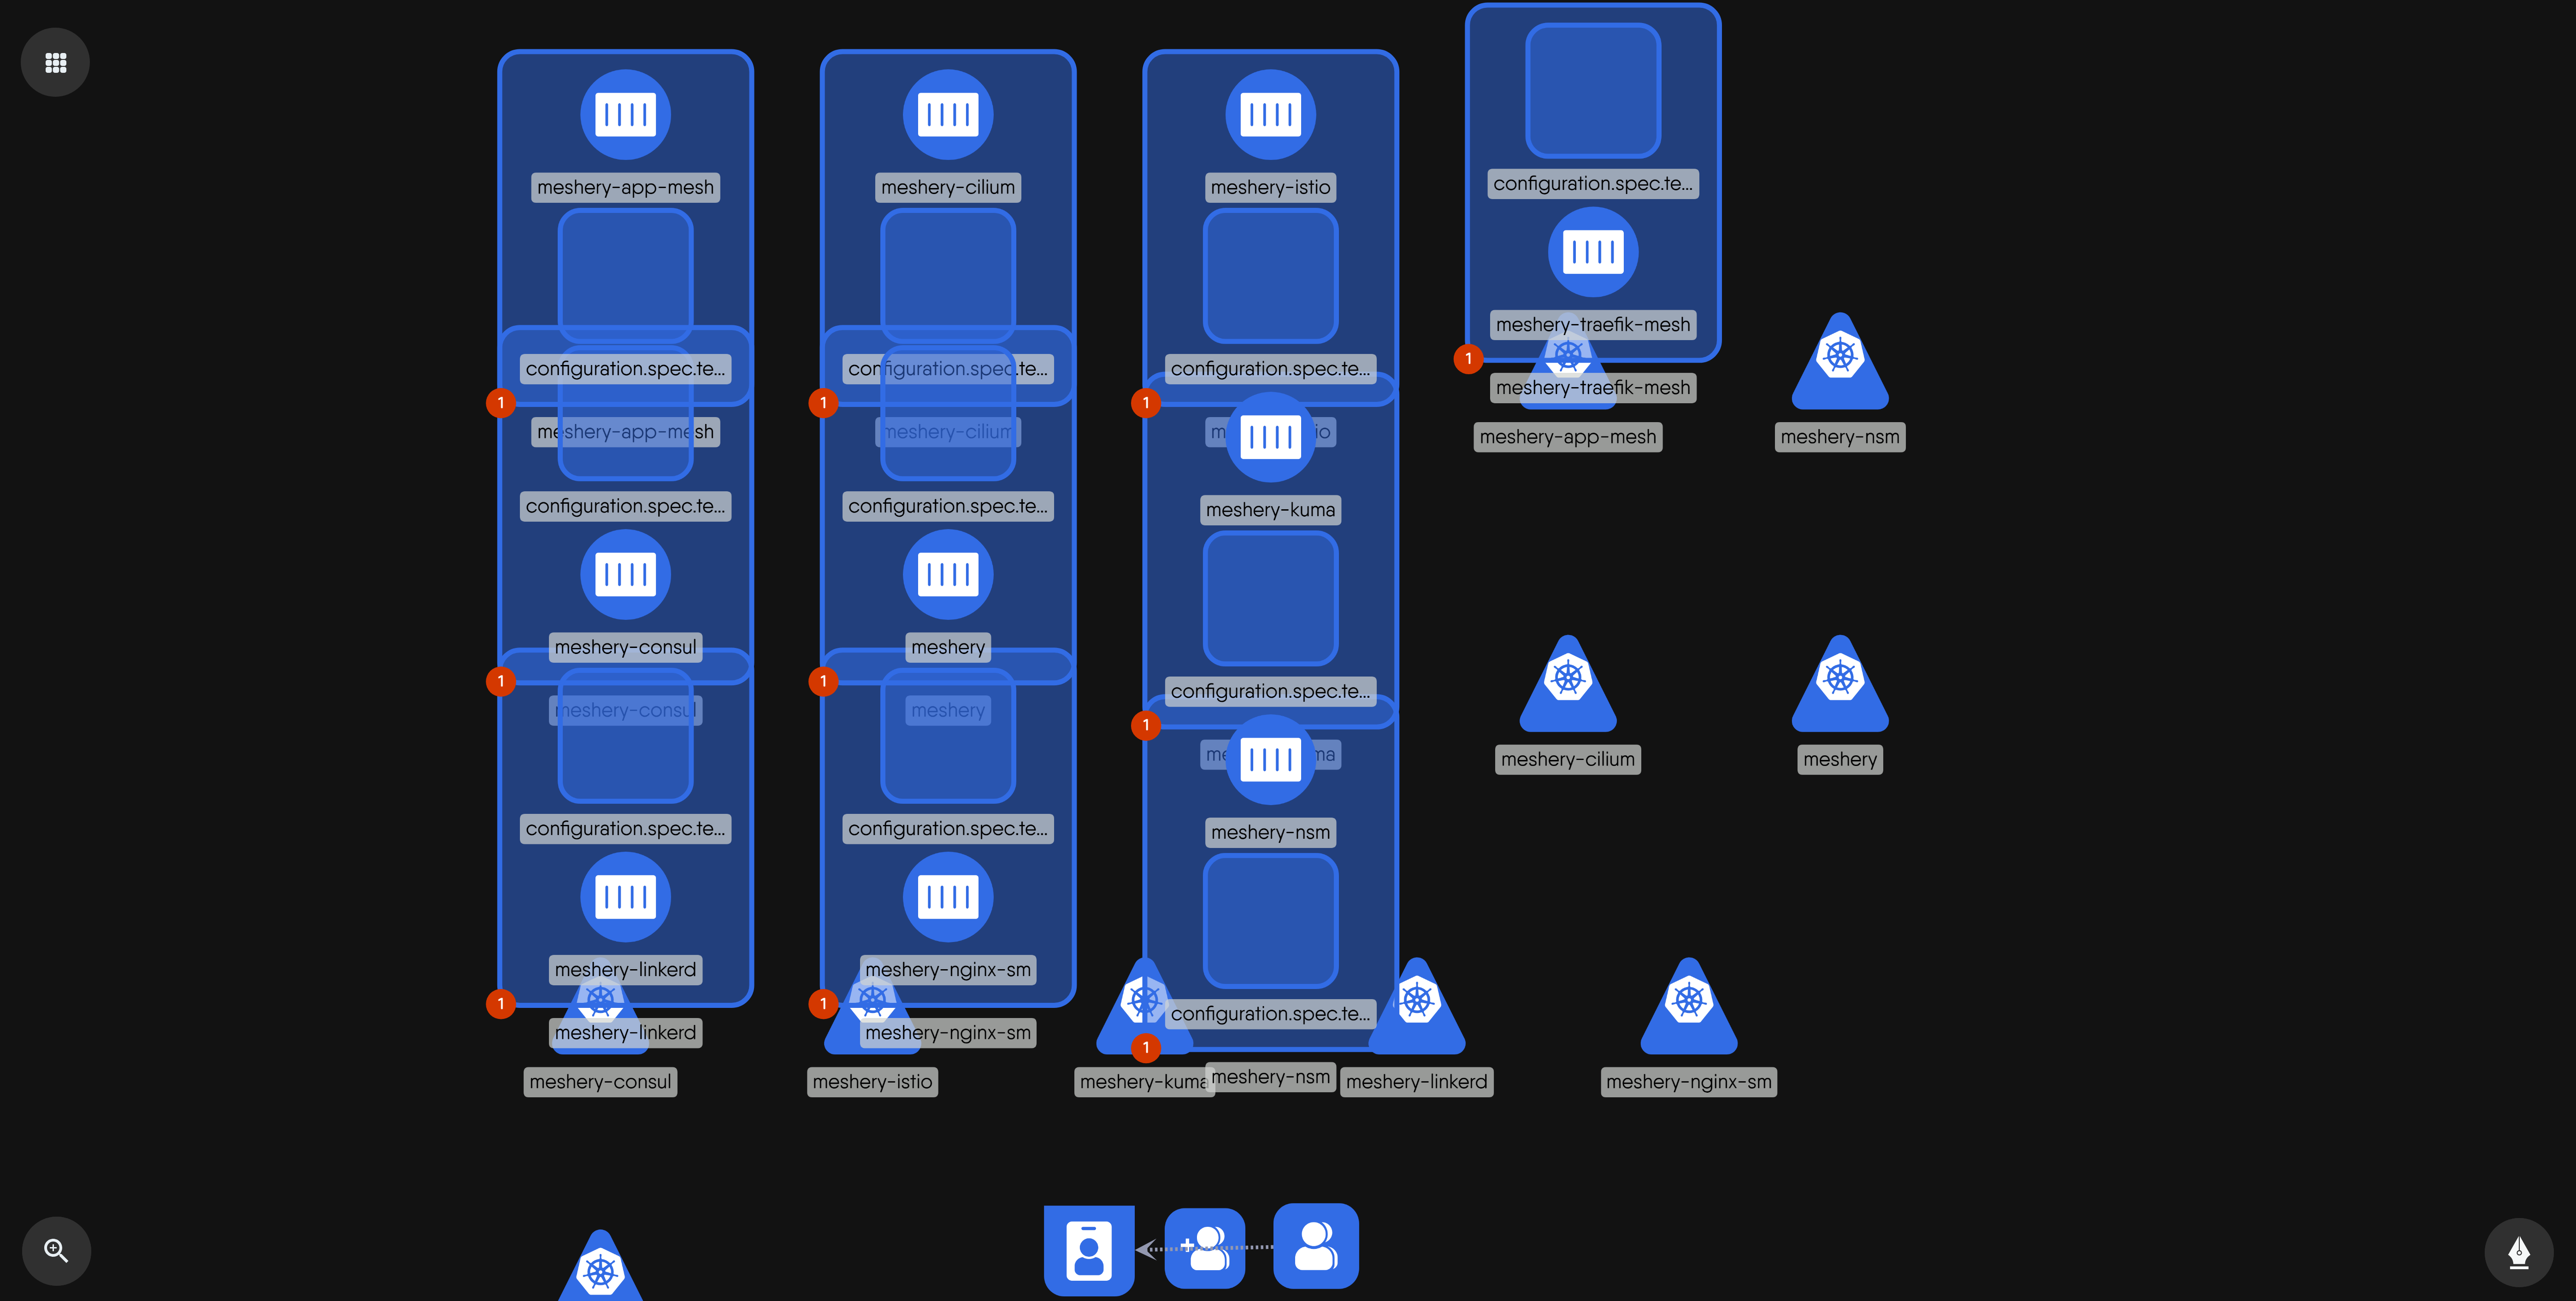 meshery-app-mesh
configuration.spec.te...
1
meshery-app-mesh
configuration.spec.te...
meshery-consul
1
meshery-consul
configuration.spec.te...
meshery-linkerd
1
meshery-linkerd
meshery-consul
meshery-cilium
configuration.spec.te...
1
meshery-cilium
configuration.spec.te...
meshery
1
meshery
configuration.spec.te...
meshery-nginx-sm
1
meshery-nginx-sm
meshery-istio
meshery-istio
configuration.spec.te...
1
meshery-kuma
configuration.spec.te...
1
meshery-nsm
configuration.spec.te...
1
meshery-kuma
meshery-nsm
meshery-linkerd
configuration.spec.te...
meshery-traefik-mesh
1
meshery-traefik-mesh
meshery-app-mesh
meshery-nsm
meshery-cilium
meshery
meshery-nginx-sm